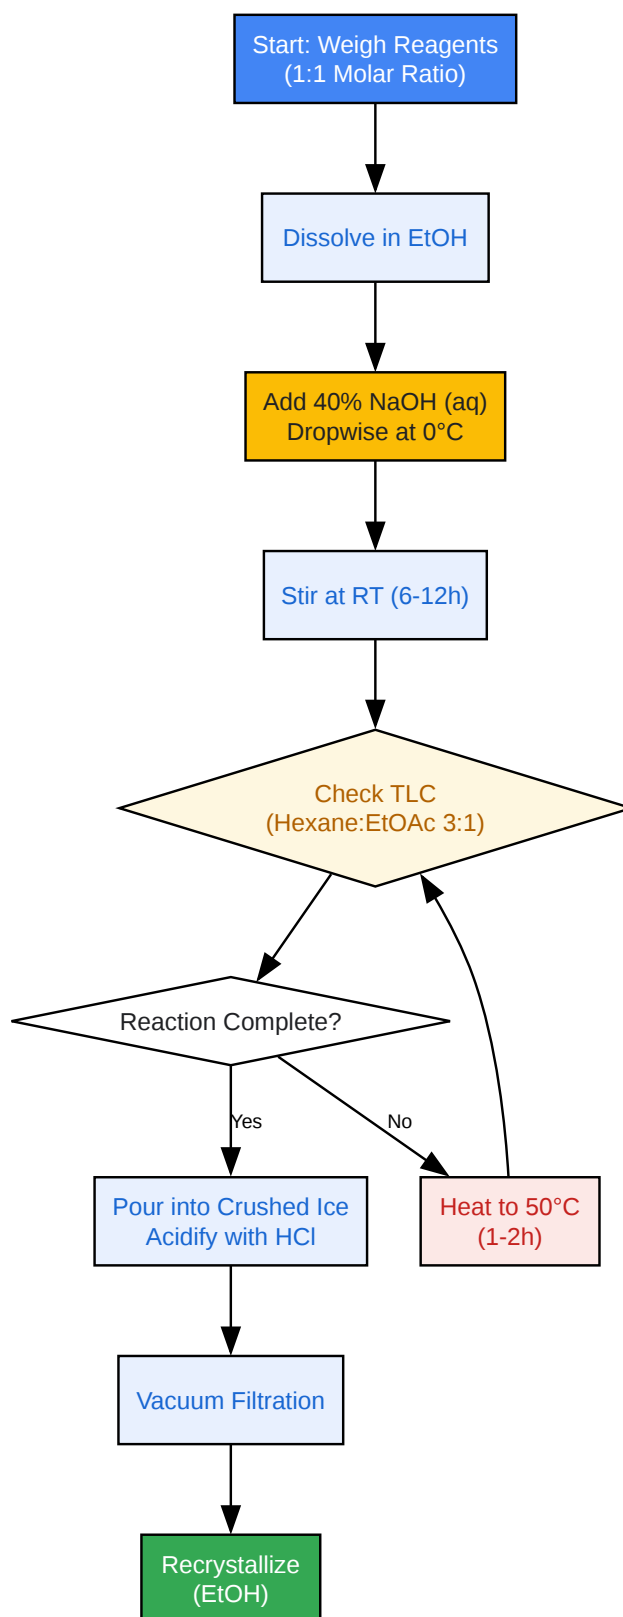 Start: Weigh Reagents
(1:1 Molar Ratio)
Dissolve in EtOH
Add 40% NaOH (aq)
Dropwise at 0°C
Stir at RT (6-12h)
Check TLC
(Hexane:EtOAc 3:1)
Reaction Complete?
Yes
No
Pour into Crushed Ice
Acidify with HCl
Heat to 50°C
(1-2h)
Vacuum Filtration
Recrystallize
(EtOH)